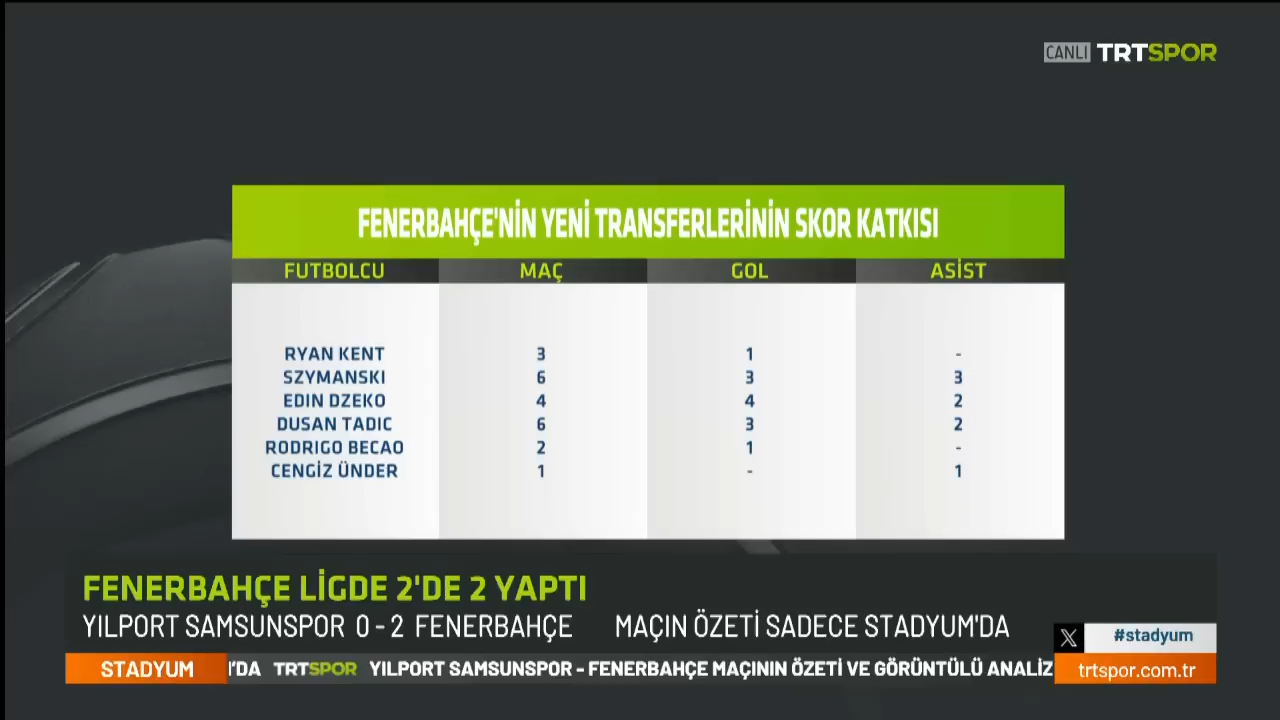 CANLI TRTSPOR
FENERBAHÇE'NİN YENİ TRANSFERLERİNİN SKOR KATKISI
FUTBOLCU MAÇ GOL ASİST
RYAN KENT 3 1 -
SZYMANSKI 6 3 3
EDIN DZEKO 4 4 2
DUSAN TADIC 6 3 2
RODRIGO BECAO 2 1 -
CENGİZ ÜNDER 1 - 1
FENERBAHÇE LİGDE 2'DE 2 YAPTI
YILPORT SAMSUNSPOR 0 - 2 FENERBAHÇE MAÇIN ÖZETİ SADECE STADYUM'DA
#stadyum
STADYUM 'DA TRTSPOR YILPORT SAMSUNSPOR - FENERBAHÇE MAÇININ ÖZETİ VE GÖRÜNTÜLÜ ANALİZ
trtspor.com.tr